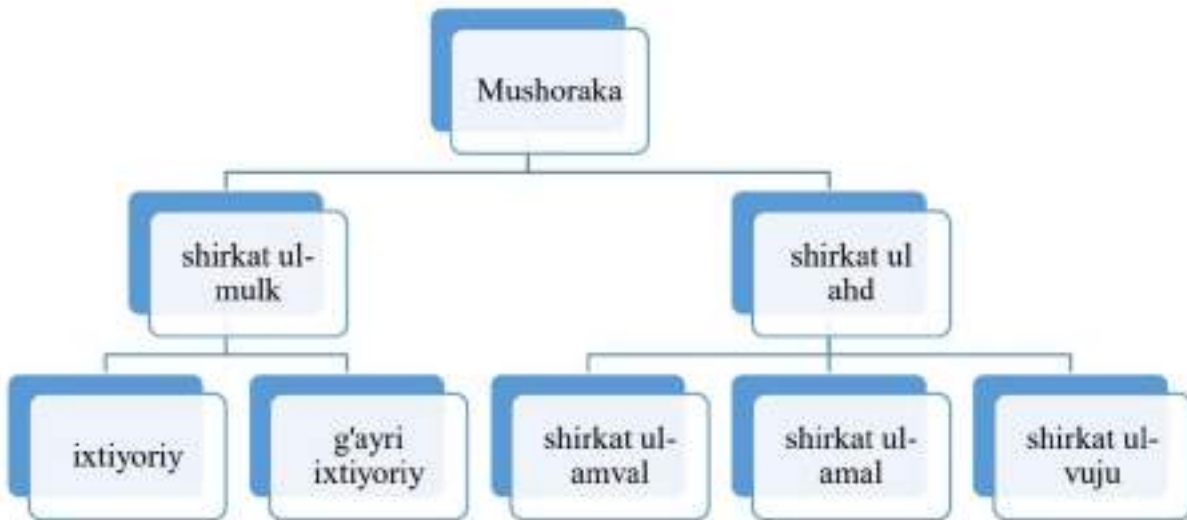 Mushoraka
shirkat ul-
mulk
shirkat ul
ahd
ixtiyoriy
g'ayri
ixtiyoriy
shirkat ul-
amval
shirkat ul-
amal
shirkat ul-
vuju